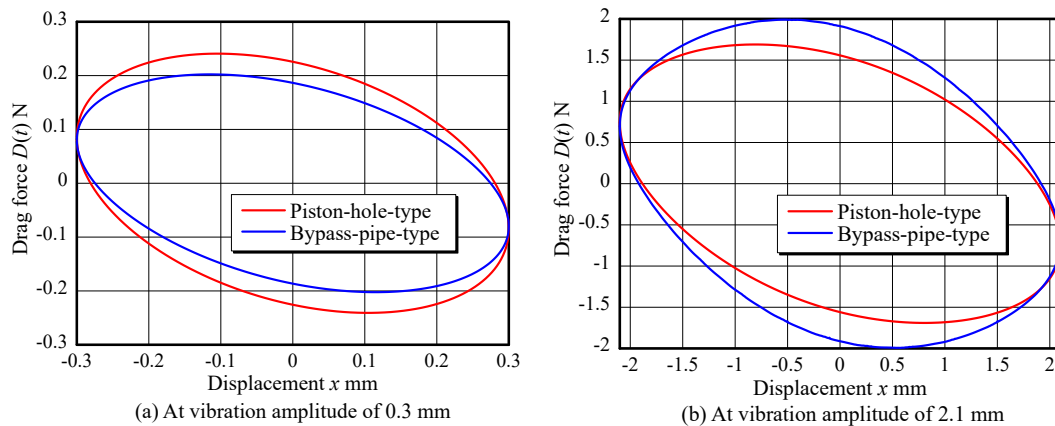 0.3
0.2
0.1
0
-0.1
-0.2
-0.3
Drag force D(t) N
Piston-hole-type
Bypass-pipe-type
-0.3 -0.2 -0.1 0 0.1 0.2 0.3
Displacement x mm
(a) At vibration amplitude of 0.3 mm
2
1.5
1
0.5
0
-0.5
-1
-1.5
-2
Drag force D(t) N
Piston-hole-type
Bypass-pipe-type
-2 -1.5 -1 -0.5 0 0.5 1 1.5 2
Displacement x mm
(b) At vibration amplitude of 2.1 mm